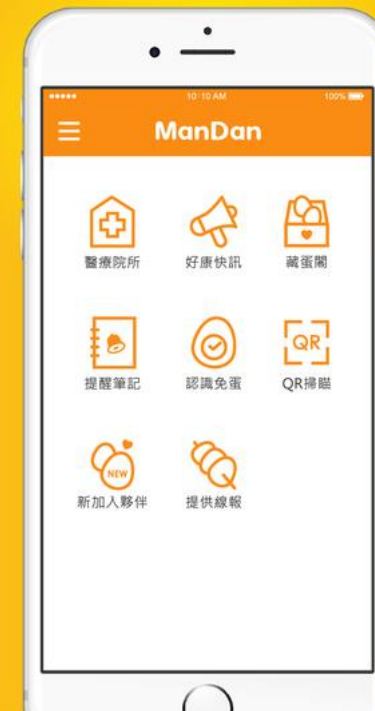 10:10 AM
100%
ManDan
醫療院所
好康快訊
藏蛋閣
提醒筆記
認識免蛋
QR
QR掃瞄
NEW
新加入夥伴
提供線報